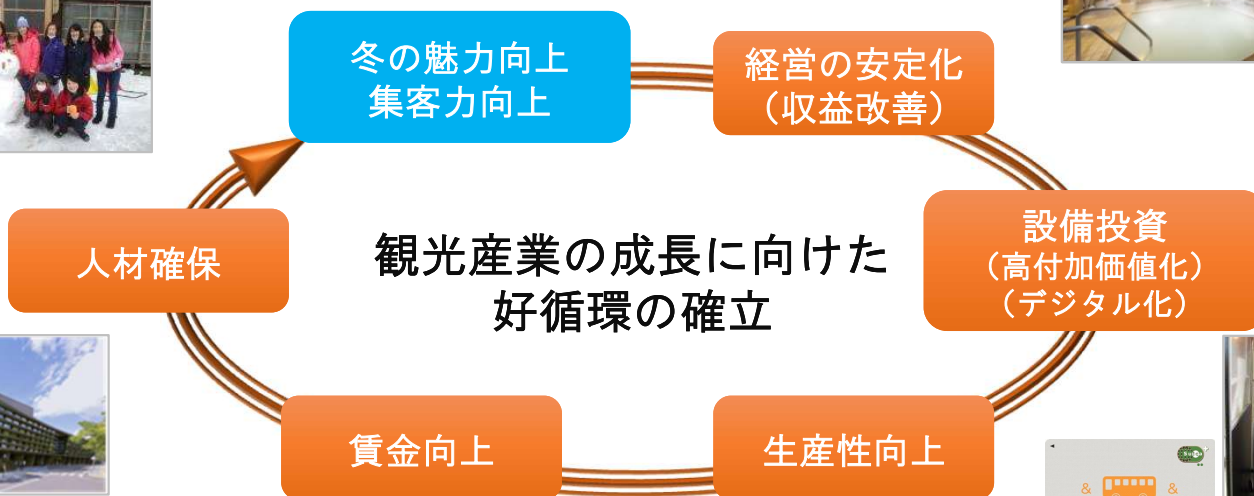 冬の魅力向上
集客力向上
経営の安定化
（収益改善）
設備投資
（高付加価値化）
（デジタル化）
生産性向上
賃金向上
人材確保
観光産業の成長に向けた
好循環の確立
&
&